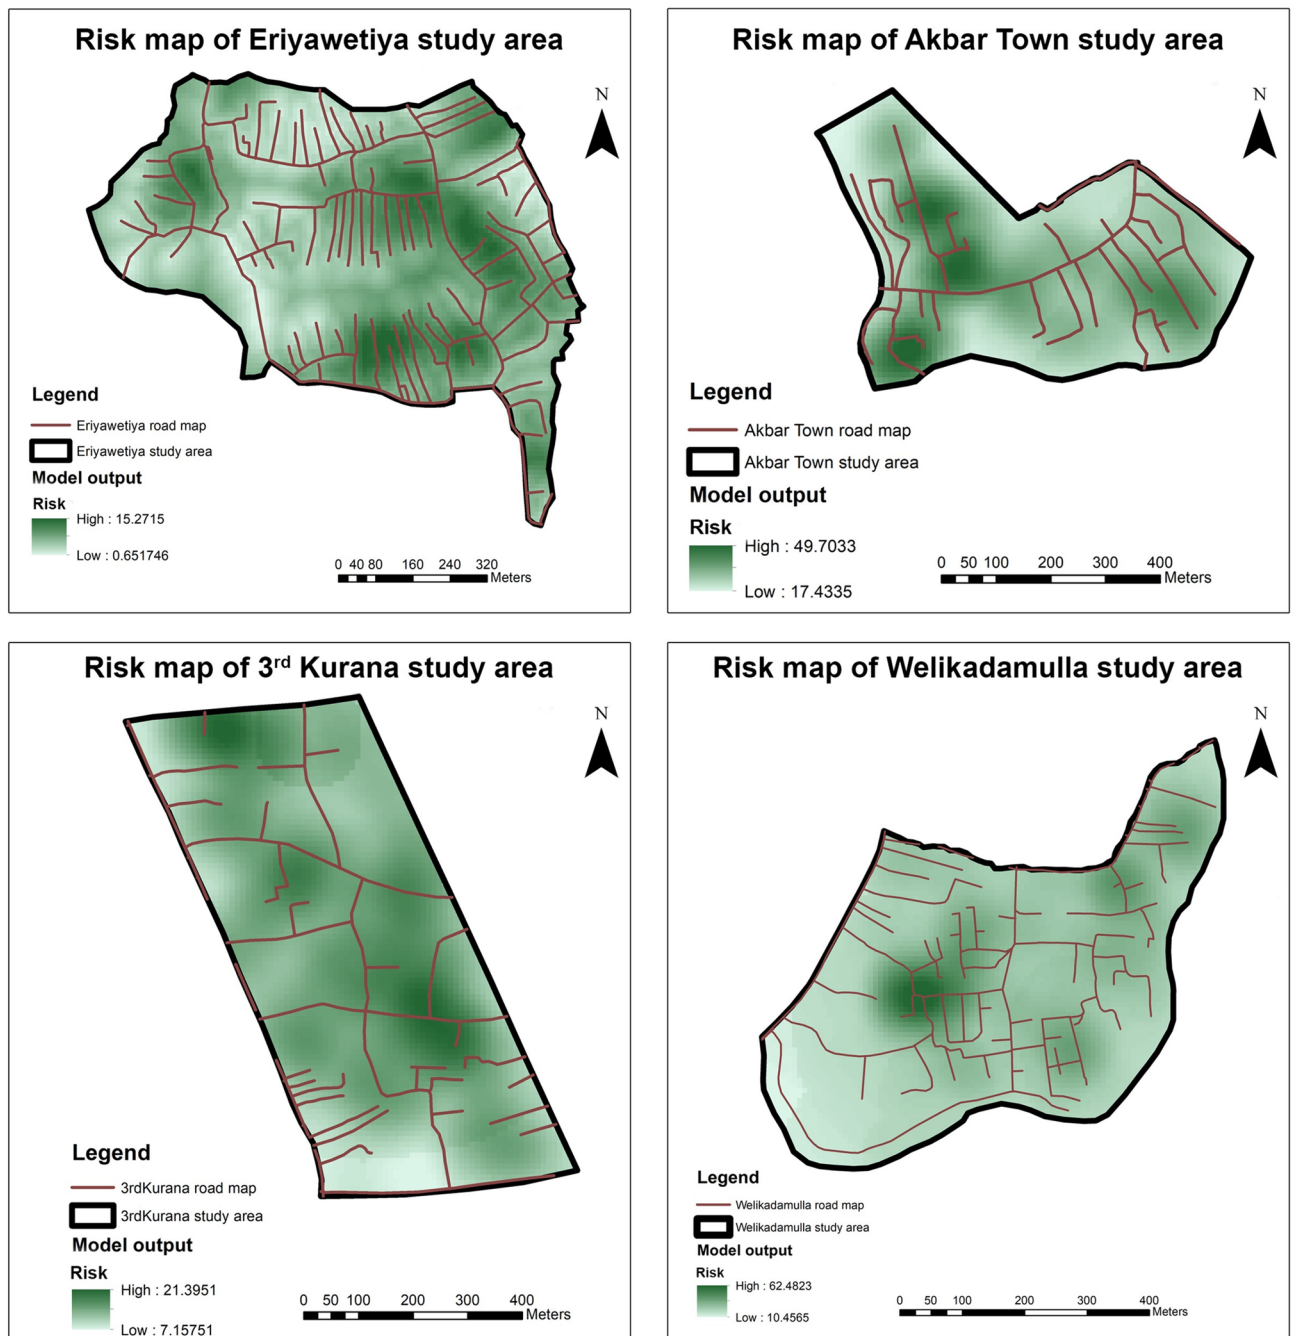 Risk map of Eriyawetiya study area
N
Legend
Eriyawetiya road map
Eriyawetiya study area
Model output
Risk
High : 15.2715
Low : 0.651746
0 40 80 160 240 320
Meters
Risk map of Akbar Town study area
N
Legend
Akbar Town road map
Akbar Town study area
Model output
Risk
High : 49.7033
Low : 17.4335
0 50 100 200 300 400
Meters
Risk map of 3rd Kurana study area
N
Legend
3rdKurana road map
3rdKurana study area
Model output
Risk
High : 21.3951
Low : 7.15751
0 50 100 200 300 400
Meters
Risk map of Welikadamulla study area
N
Legend
Welikadamulla road map
Welikadamulla study area
Model output
Risk
High : 62.4823
Low : 10.4565
0 50 100 200 300 400
Meters